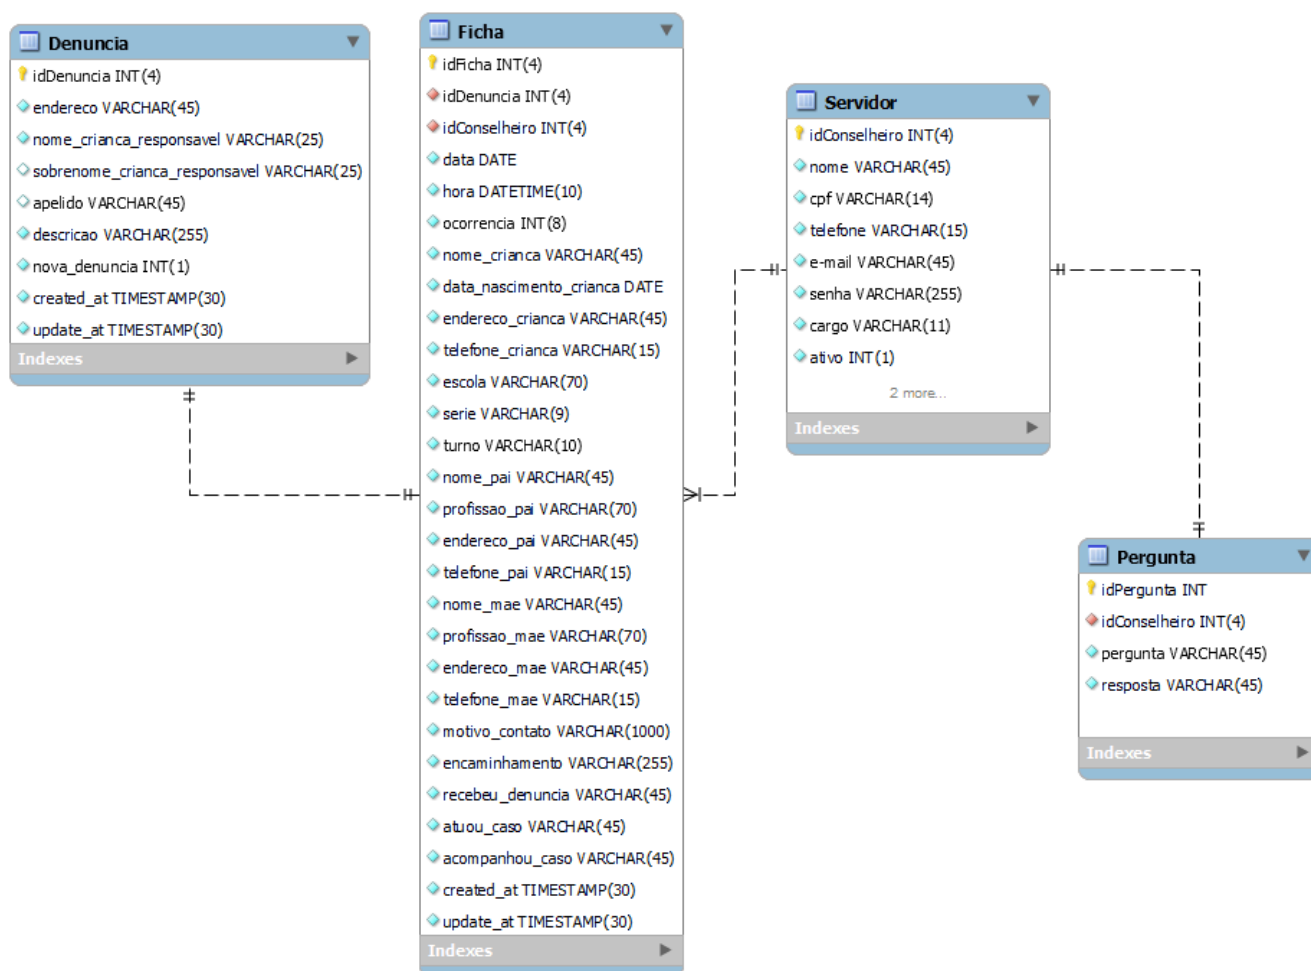 Denuncia
idDenuncia INT(4)
endereco VARCHAR(45)
nome_crianca_responsavel VARCHAR(25)
sobrenome_crianca_responsavel VARCHAR(25)
apelido VARCHAR(45)
descricao VARCHAR(255)
nova_denuncia INT(1)
created_at TIMESTAMP(30)
update_at TIMESTAMP(30)
Indexes
Ficha
idFicha INT(4)
idDenuncia INT(4)
idConselheiro INT(4)
data DATE
hora DATETIME(10)
ocorrencia INT(8)
nome_crianca VARCHAR(45)
data_nascimento_crianca DATE
endereco_crianca VARCHAR(45)
telefone_crianca VARCHAR(15)
escola VARCHAR(70)
serie VARCHAR(9)
turno VARCHAR(10)
nome_pai VARCHAR(45)
profissao_pai VARCHAR(70)
endereco_pai VARCHAR(45)
telefone_pai VARCHAR(15)
nome_mae VARCHAR(45)
profissao_mae VARCHAR(70)
endereco_mae VARCHAR(45)
telefone_mae VARCHAR(15)
motivo_contato VARCHAR(1000)
encaminhamento VARCHAR(255)
recebeu_denuncia VARCHAR(45)
atuou_caso VARCHAR(45)
acompanhou_caso VARCHAR(45)
created_at TIMESTAMP(30)
update_at TIMESTAMP(30)
Indexes
Servidor
idConselheiro INT(4)
nome VARCHAR(45)
cpf VARCHAR(14)
telefone VARCHAR(15)
e-mail VARCHAR(45)
senha VARCHAR(255)
cargo VARCHAR(11)
ativo INT(1)
2 more...
Indexes
Pergunta
idPergunta INT
idConselheiro INT(4)
pergunta VARCHAR(45)
resposta VARCHAR(45)
Indexes